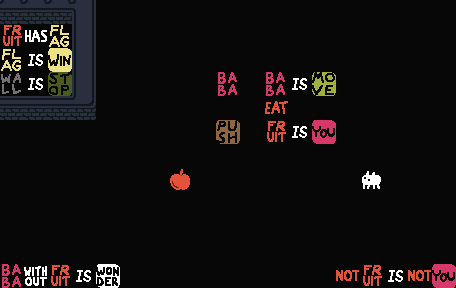 FRUIT HAS FLAG
FLAG IS WIN
WALL IS STOP
BABA BABA IS MOVE
EAT
PUSH FRUIT IS YOU
BABA WITHOUT FRUIT IS WONDER
NOT FRUIT IS NOT YOU